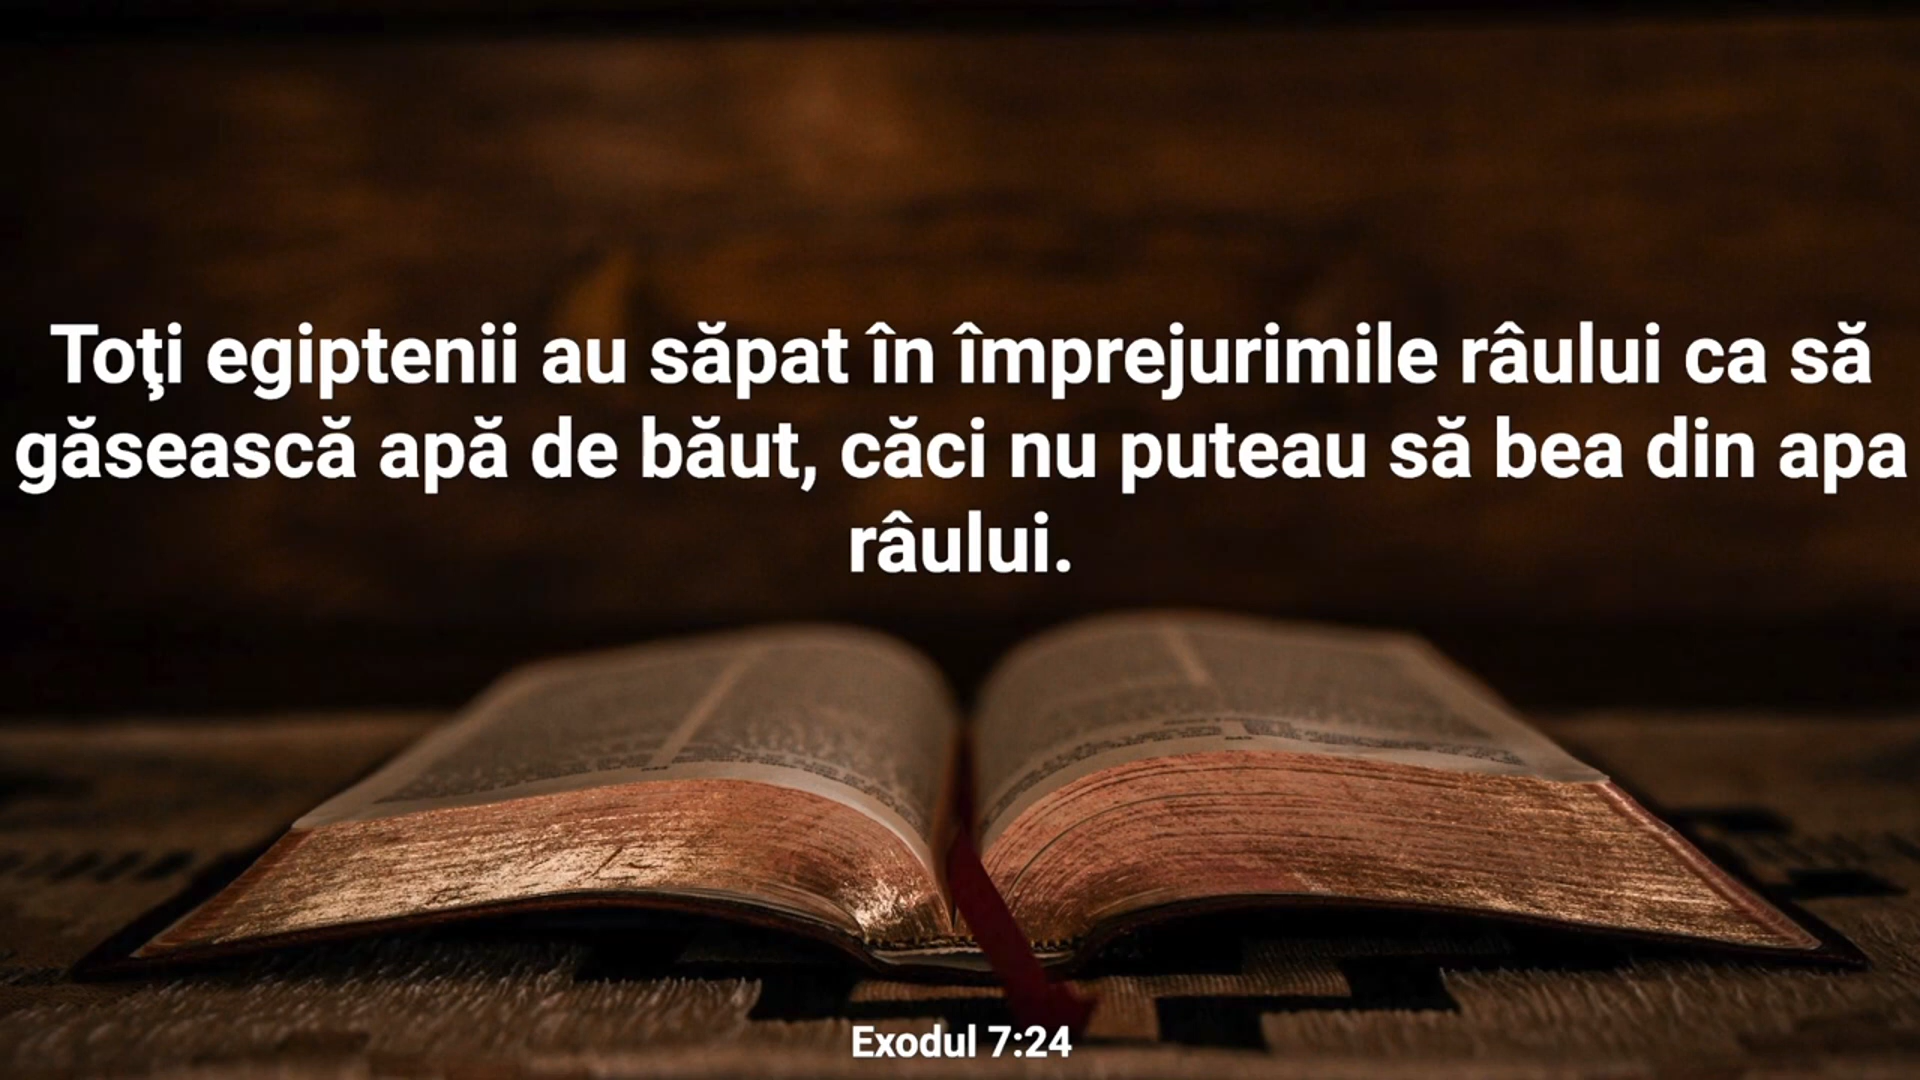 Toţi egiptenii au săpat în împrejurimile râului ca să
găsească apă de băut, căci nu puteau să bea din apa
râului.
Exodul 7:24